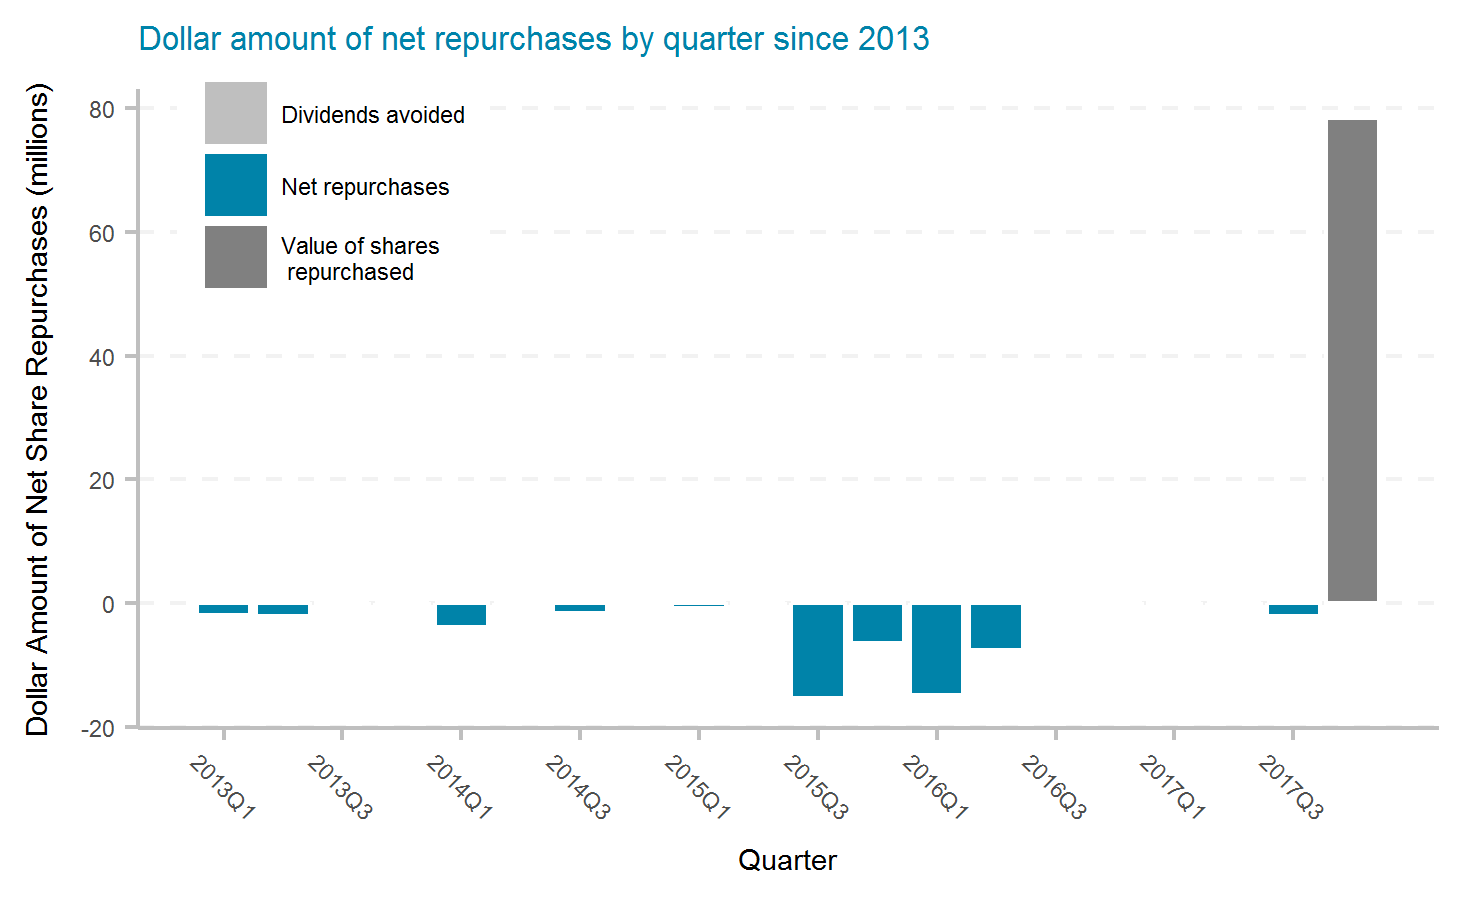 Dollar amount of net repurchases by quarter since 2013
Dollar Amount of Net Share Repurchases (millions)
80
60
40
20
0
-20
Dividends avoided
Net repurchases
Value of shares
repurchased
2013Q1
2013Q3
2014Q1
2014Q3
2015Q1
2015Q3
2016Q1
2016Q3
2017Q1
2017Q3
Quarter